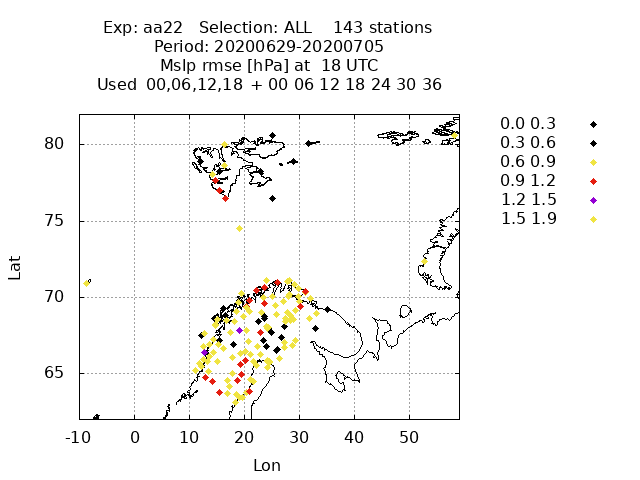 Exp: aa22 Selection: ALL 143 stations
Period: 20200629-20200705
Mslp rmse [hPa] at 18 UTC
Used 00,06,12,18 + 00 06 12 18 24 30 36
80
75
70
65
Lat
-10 0 10 20 30 40 50
Lon
0.0 0.3
0.3 0.6
0.6 0.9
0.9 1.2
1.2 1.5
1.5 1.9